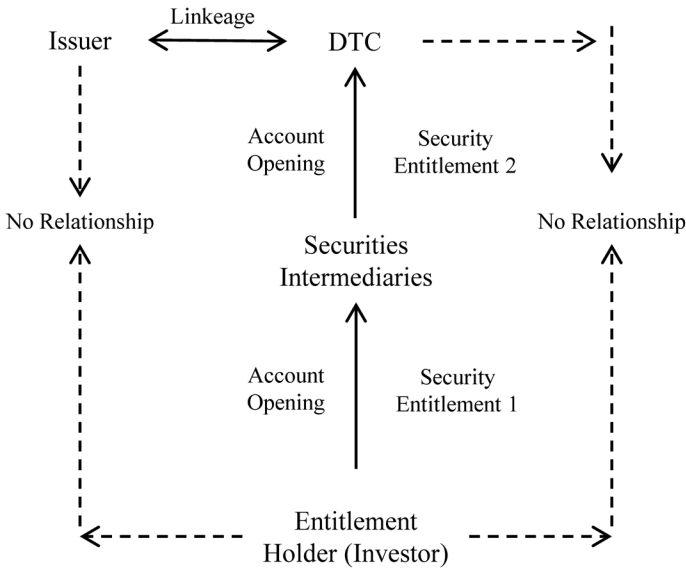 Linkeage
Issuer
DTC
Account
Opening
Security
Entitlement 2
No Relationship
No Relationship
Securities
Intermediaries
Account
Opening
Security
Entitlement 1
Entitlement
Holder (Investor)